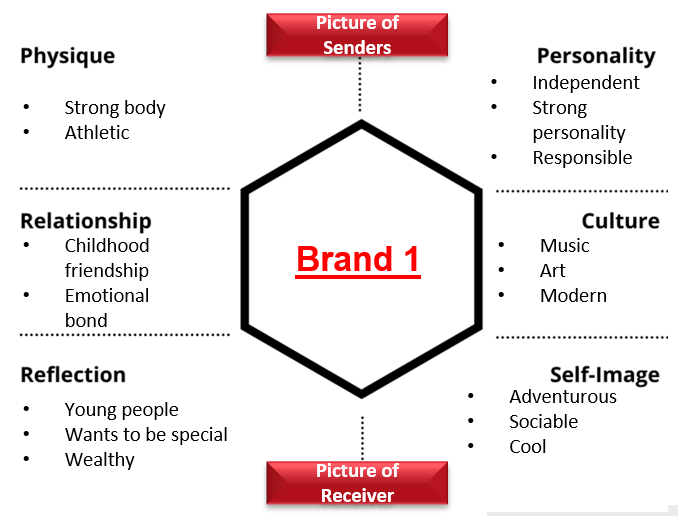 Picture of
Senders
Physique
• Strong body
• Athletic
Personality
• Independent
• Strong
personality
• Responsible
Relationship
• Childhood
friendship
• Emotional
bond
Brand 1
Culture
• Music
• Art
• Modern
Reflection
• Young people
• Wants to be special
• Wealthy
Self-Image
• Adventurous
• Sociable
• Cool
Picture of
Receiver